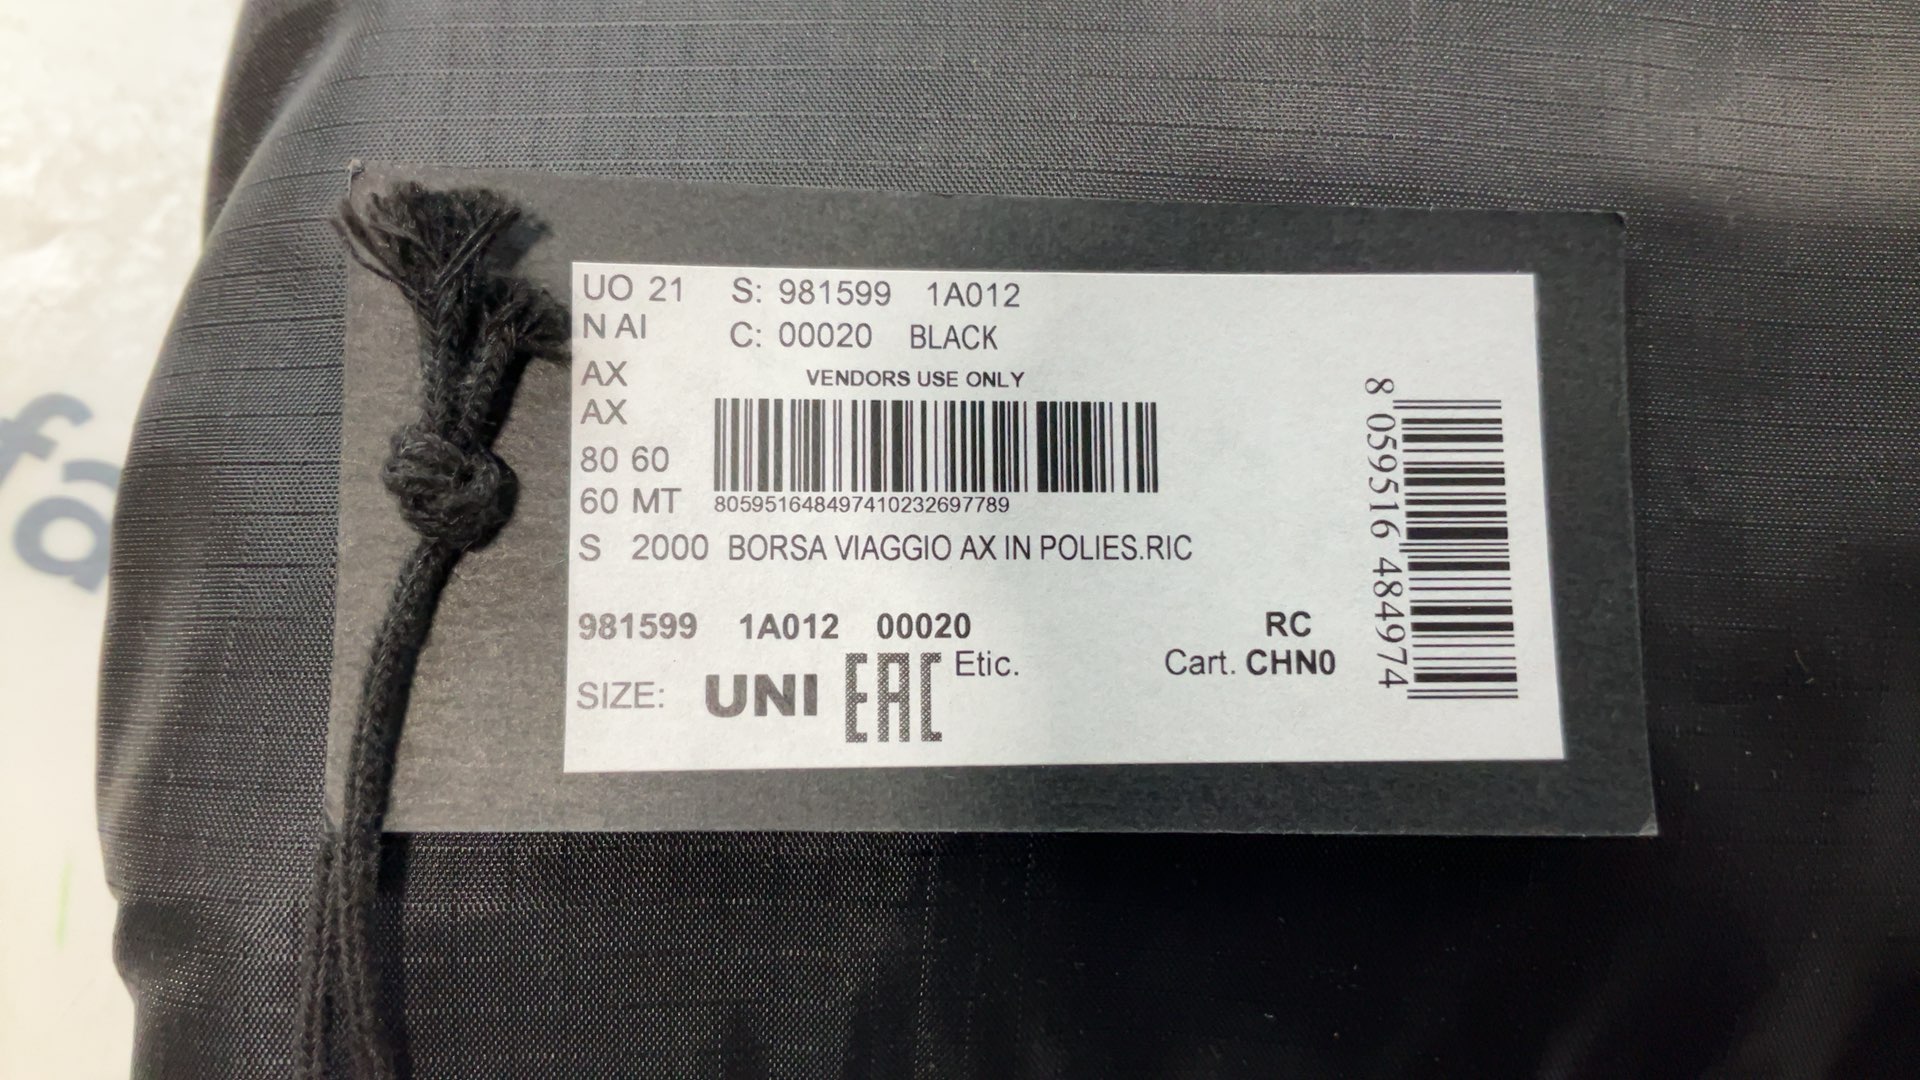 UO 21 S: 981599 1A012
N AI C: 00020 BLACK
AX VENDORS USE ONLY
AX
80 60
60 MT 805951648497410232697789
S 2000 BORSA VIAGGIO AX IN POLIES.RIC
981599 1A012 00020 RC
Etic. Cart. CHN0
SIZE: UNI EAC
8 059516 484974
fa